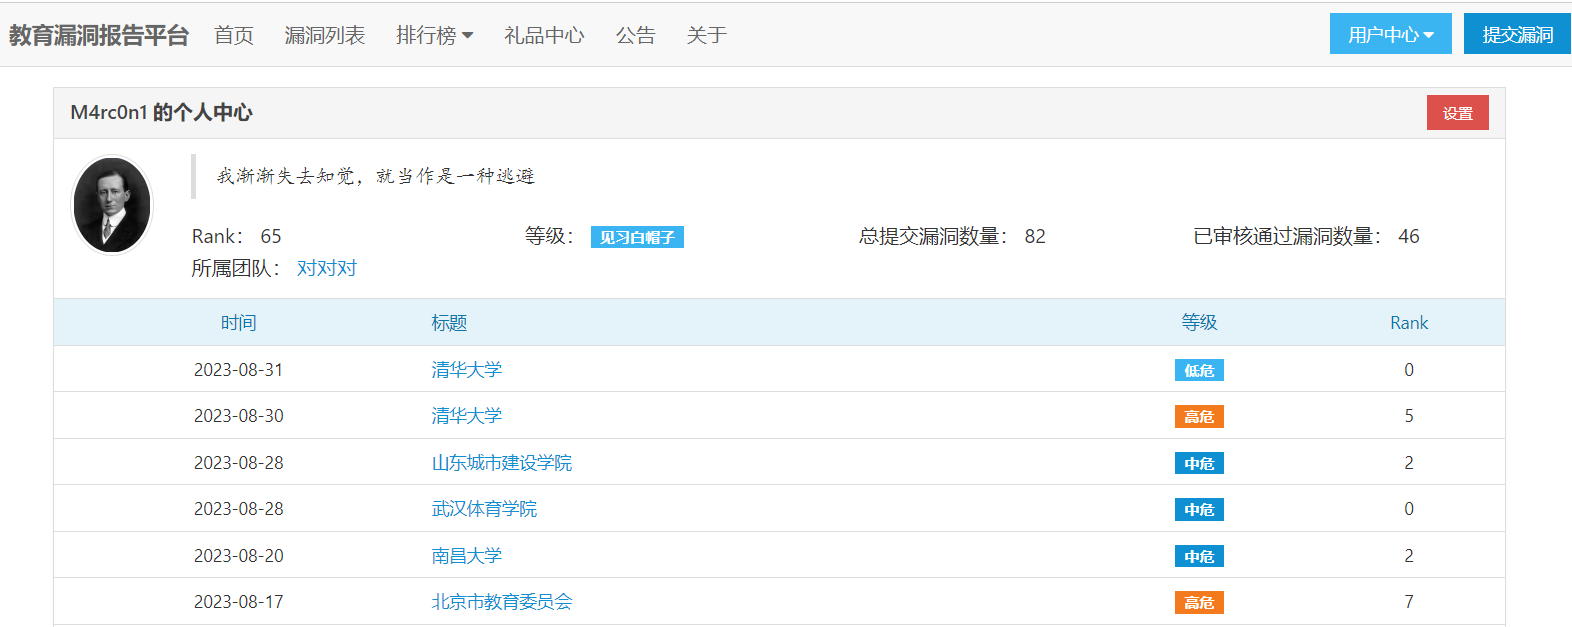 教育漏洞报告平台 首页 漏洞列表 排行榜 礼品中心 公告 关于 用户中心 提交漏洞
M4rc0n1 的个人中心 设置
我渐渐失去知觉，就当作是一种逃避
Rank： 65 等级： 见习白帽子 总提交漏洞数量： 82 已审核通过漏洞数量： 46
所属团队： 对对对
时间 标题 等级 Rank
2023-08-31 清华大学 低危 0
2023-08-30 清华大学 高危 5
2023-08-28 山东城市建设学院 中危 2
2023-08-28 武汉体育学院 中危 0
2023-08-20 南昌大学 中危 2
2023-08-17 北京市教育委员会 高危 7